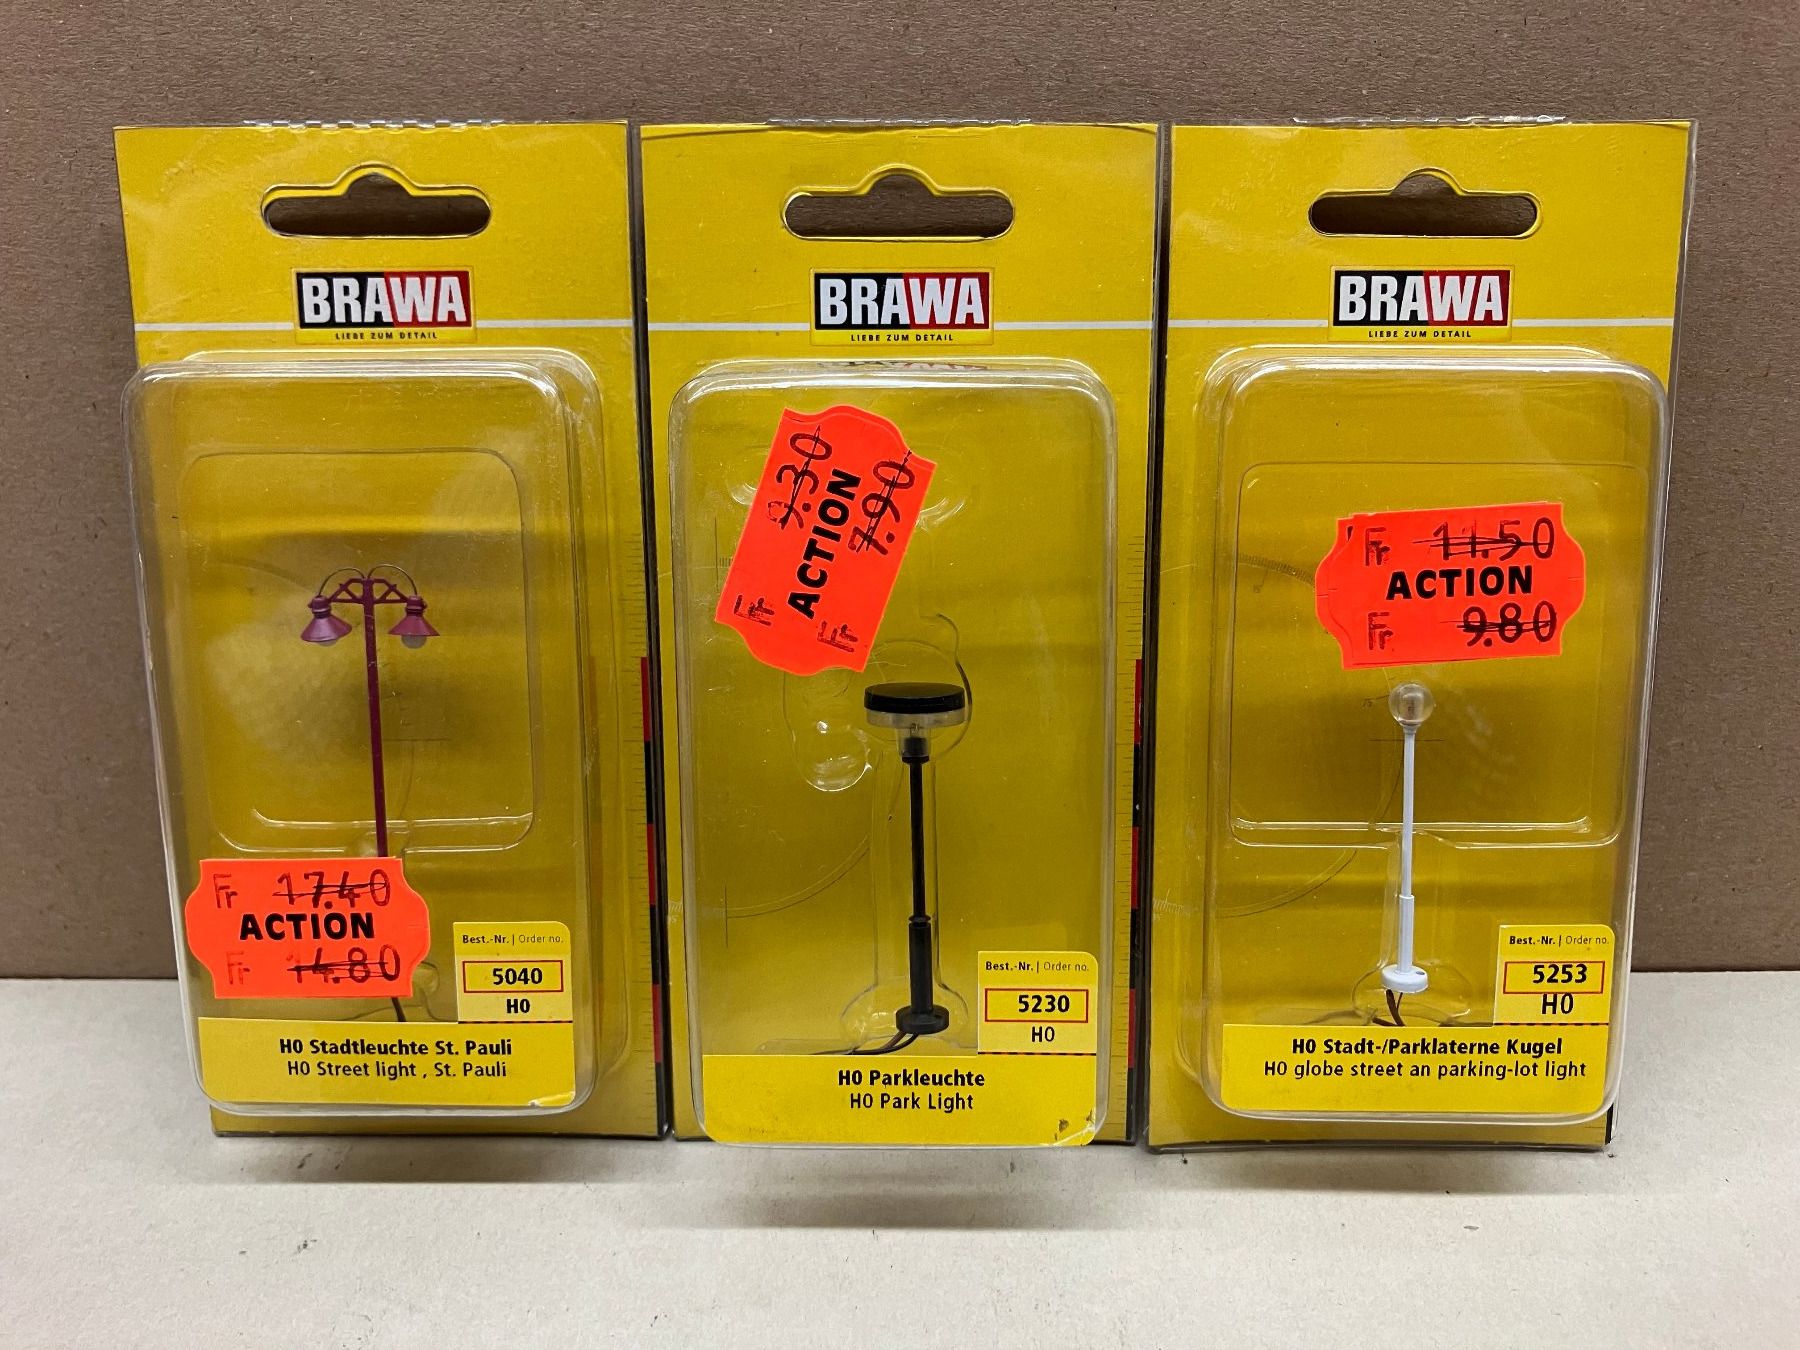 BRAWA
LIEBE ZUM DETAIL
Fr 17.40
ACTION
Fr 14.80
Best.-Nr. | Order no.
5040
H0
H0 Stadtleuchte St. Pauli
H0 Street light , St. Pauli
BRAWA
LIEBE ZUM DETAIL
Fr 9.30
ACTION
Fr 7.90
Best.-Nr. | Order no.
5230
H0
H0 Parkleuchte
H0 Park Light
BRAWA
LIEBE ZUM DETAIL
Fr 11.50
ACTION
Fr 9.80
Best.-Nr. | Order no.
5253
H0
H0 Stadt-/Parklaterne Kugel
H0 globe street an parking-lot light